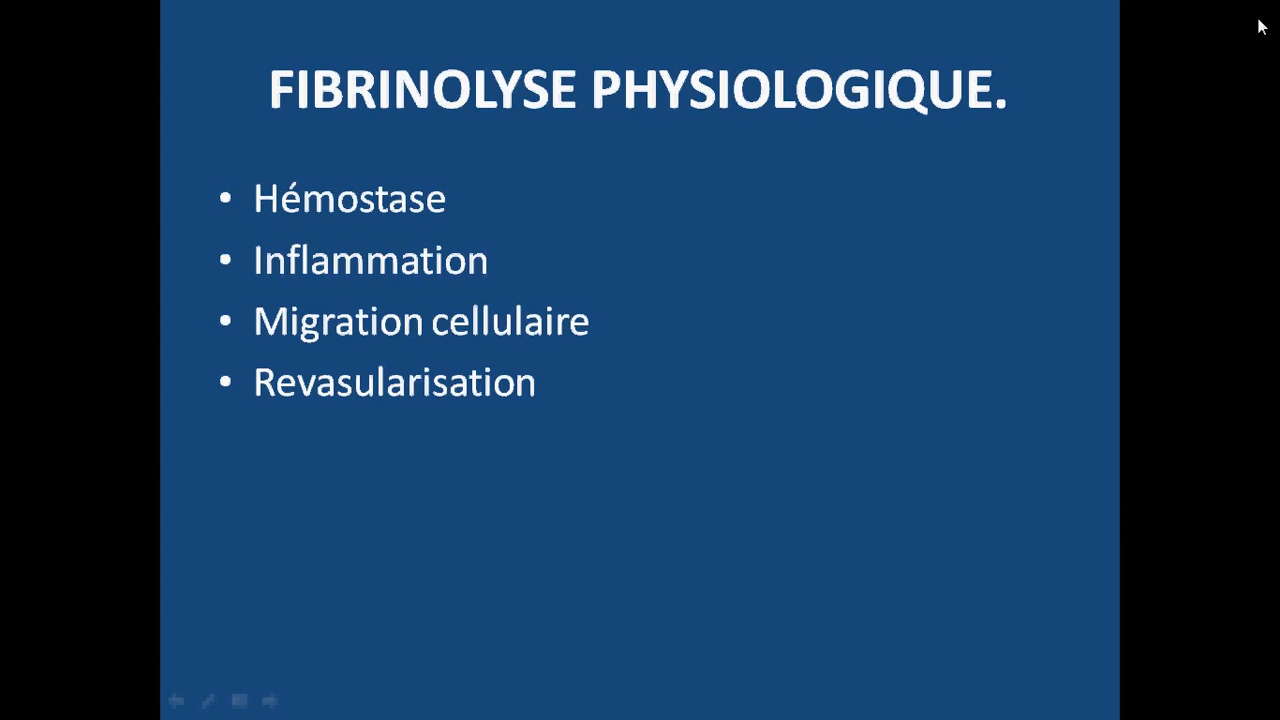 FIBRINOLYSE PHYSIOLOGIQUE.
• Hémostase
• Inflammation
• Migration cellulaire
• Revasularisation